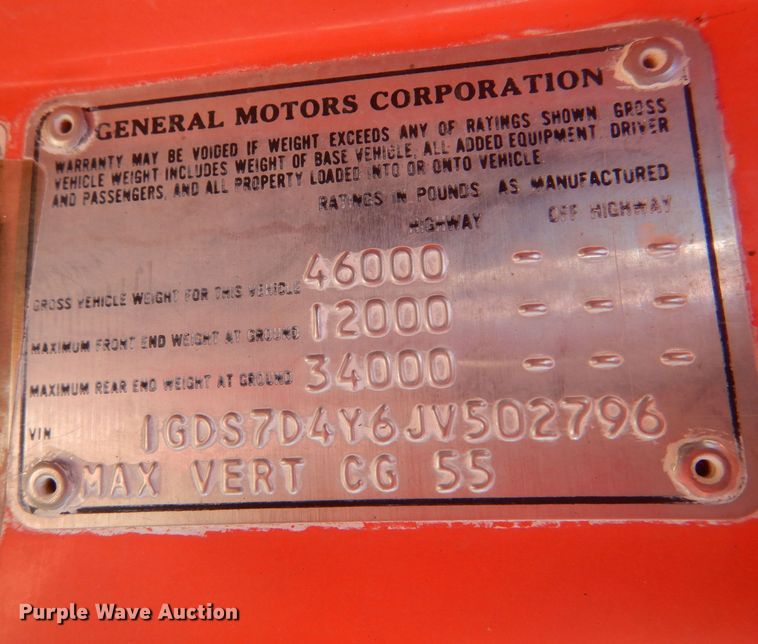 GENERAL MOTORS CORPORATION
WARRANTY MAY BE VOIDED IF WEIGHT EXCEEDS ANY OF RATINGS SHOWN. GROSS
VEHICLE WEIGHT INCLUDES WEIGHT OF BASE VEHICLE, ALL ADDED EQUIPMENT, DRIVER
AND PASSENGERS, AND ALL PROPERTY LOADED INTO OR ONTO VEHICLE
RATINGS IN POUNDS AS MANUFACTURED
HIGHWAY OFF HIGHWAY
GROSS VEHICLE WEIGHT FOR THIS VEHICLE 46000 - - -
MAXIMUM FRONT END WEIGHT AT GROUND 12000 - - -
MAXIMUM REAR END WEIGHT AT GROUND 34000 - - -
VIN 1GDS7D4Y6JV502796
MAX VERT CG 55
Purple Wave Auction